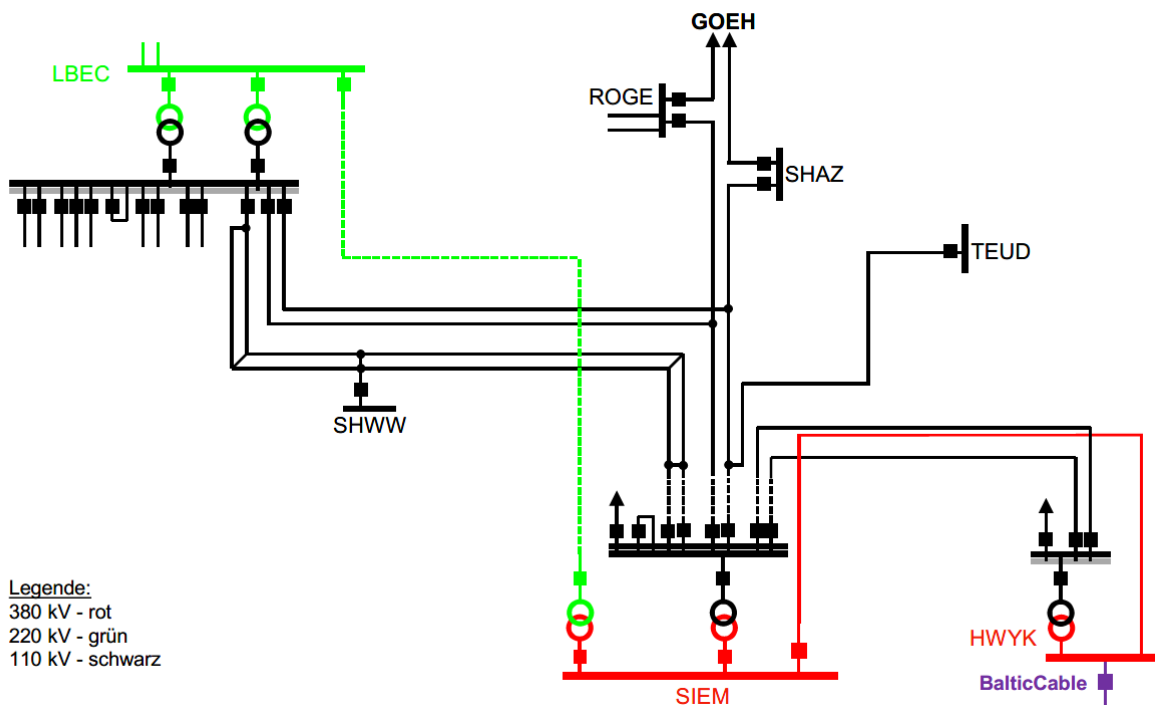 GOEH
LBEC
ROGE
SHAZ
TEUD
SHWW
Legende:
380 kV - rot
220 kV - grün
110 kV - schwarz
HWYK
BalticCable
SIEM